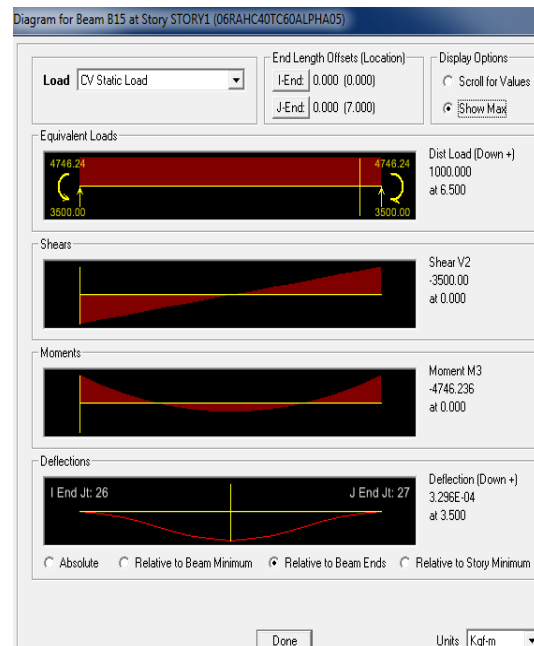 Diagram for Beam B15 at Story STORY1 (06RAHC40TC60ALPHA05)
Load CV Static Load
End Length Offsets (Location)
I-End: 0.000 (0.000)
J-End: 0.000 (7.000)
Display Options
Scroll for Values
Show Max
Equivalent Loads
4746.24 4746.24
3500.00 3500.00
Dist Load (Down +)
1000.000
at 6.500
Shears
Shear V2
-3500.00
at 0.000
Moments
Moment M3
-4746.236
at 0.000
Deflections
I End Jt: 26 J End Jt: 27
Deflection (Down +)
3.296E-04
at 3.500
Absolute Relative to Beam Minimum Relative to Beam Ends Relative to Story Minimum
Done Units Kgf-m